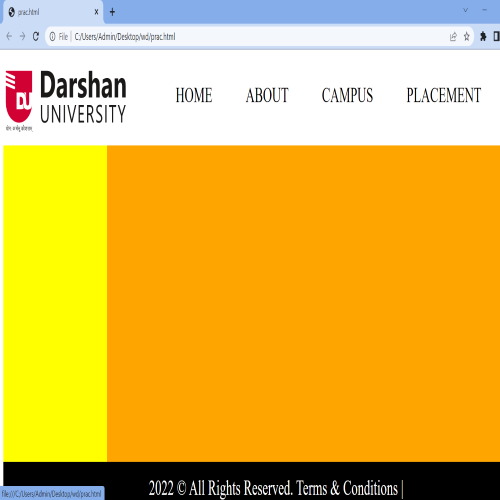 prac.html
File | C:/Users/Admin/Desktop/wd/prac.html
Darshan
UNIVERSITY
DU
HOME ABOUT CAMPUS PLACEMENT
2022 © All Rights Reserved. Terms & Conditions |
file:///C:/Users/Admin/Desktop/wd/prac.html